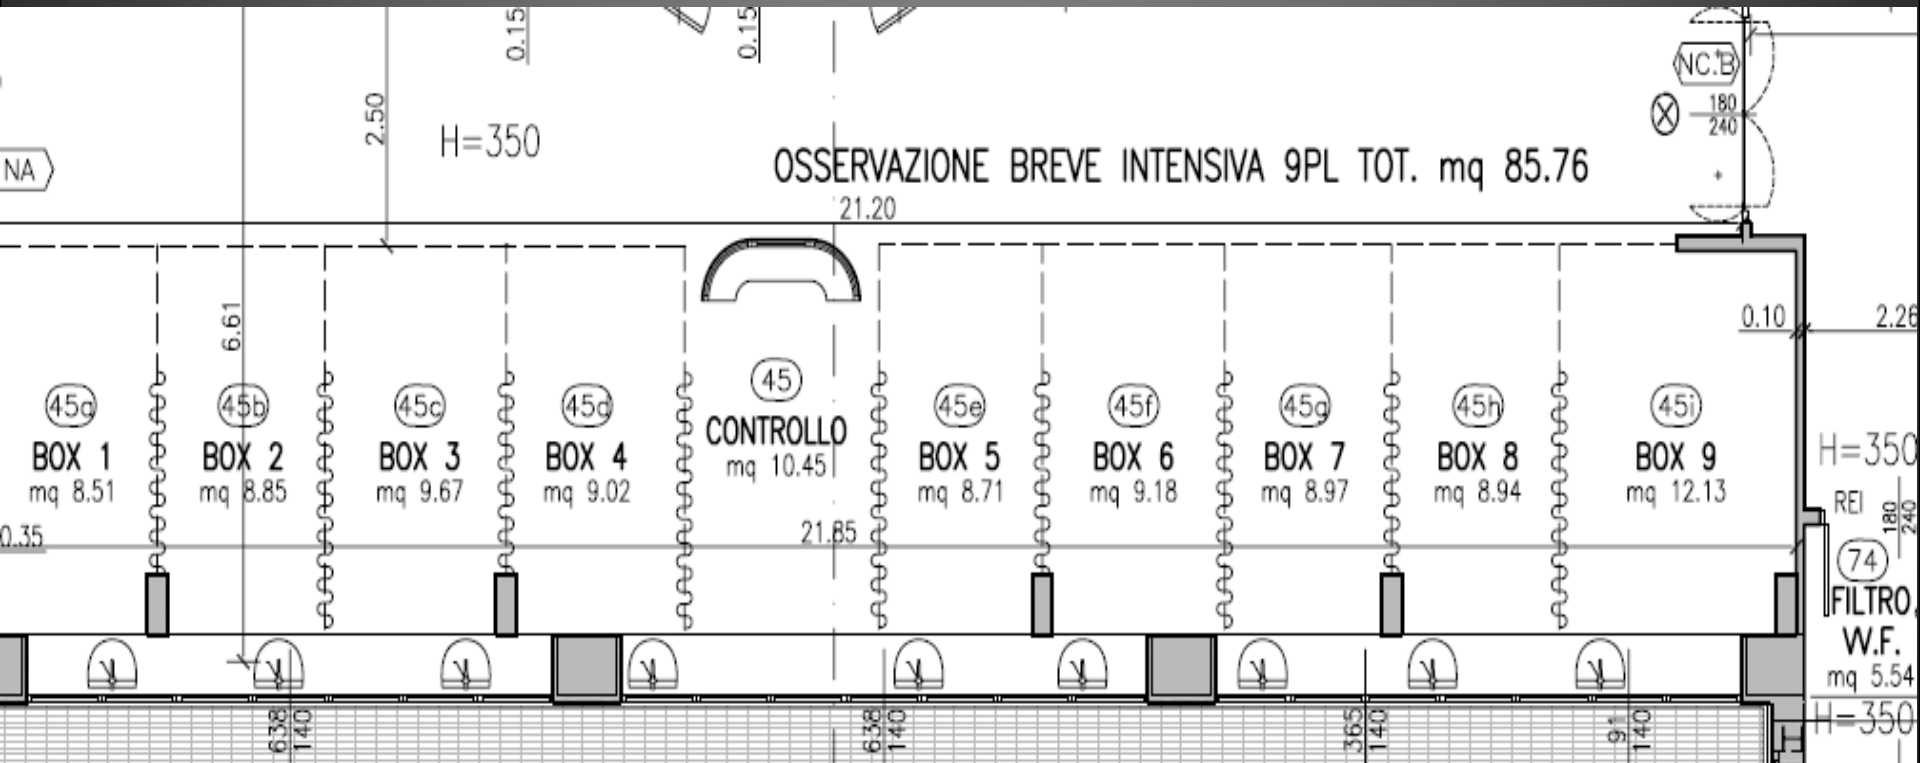 0.15
0.15
2.50
H=350
NA
NC.B
180
240
OSSERVAZIONE BREVE INTENSIVA 9PL TOT. mq 85.76
21.20
6.61
0.10
2.26
45a
BOX 1
mq 8.51
45b
BOX 2
mq 8.85
45c
BOX 3
mq 9.67
45d
BOX 4
mq 9.02
45
CONTROLLO
mq 10.45
45e
BOX 5
mq 8.71
45f
BOX 6
mq 9.18
45g
BOX 7
mq 8.97
45h
BOX 8
mq 8.94
45i
BOX 9
mq 12.13
H=350
REI
180
240
0.35
21.85
74
FILTRO
W.F.
mq 5.54
H=350
638
140
638
140
365
140
91
140